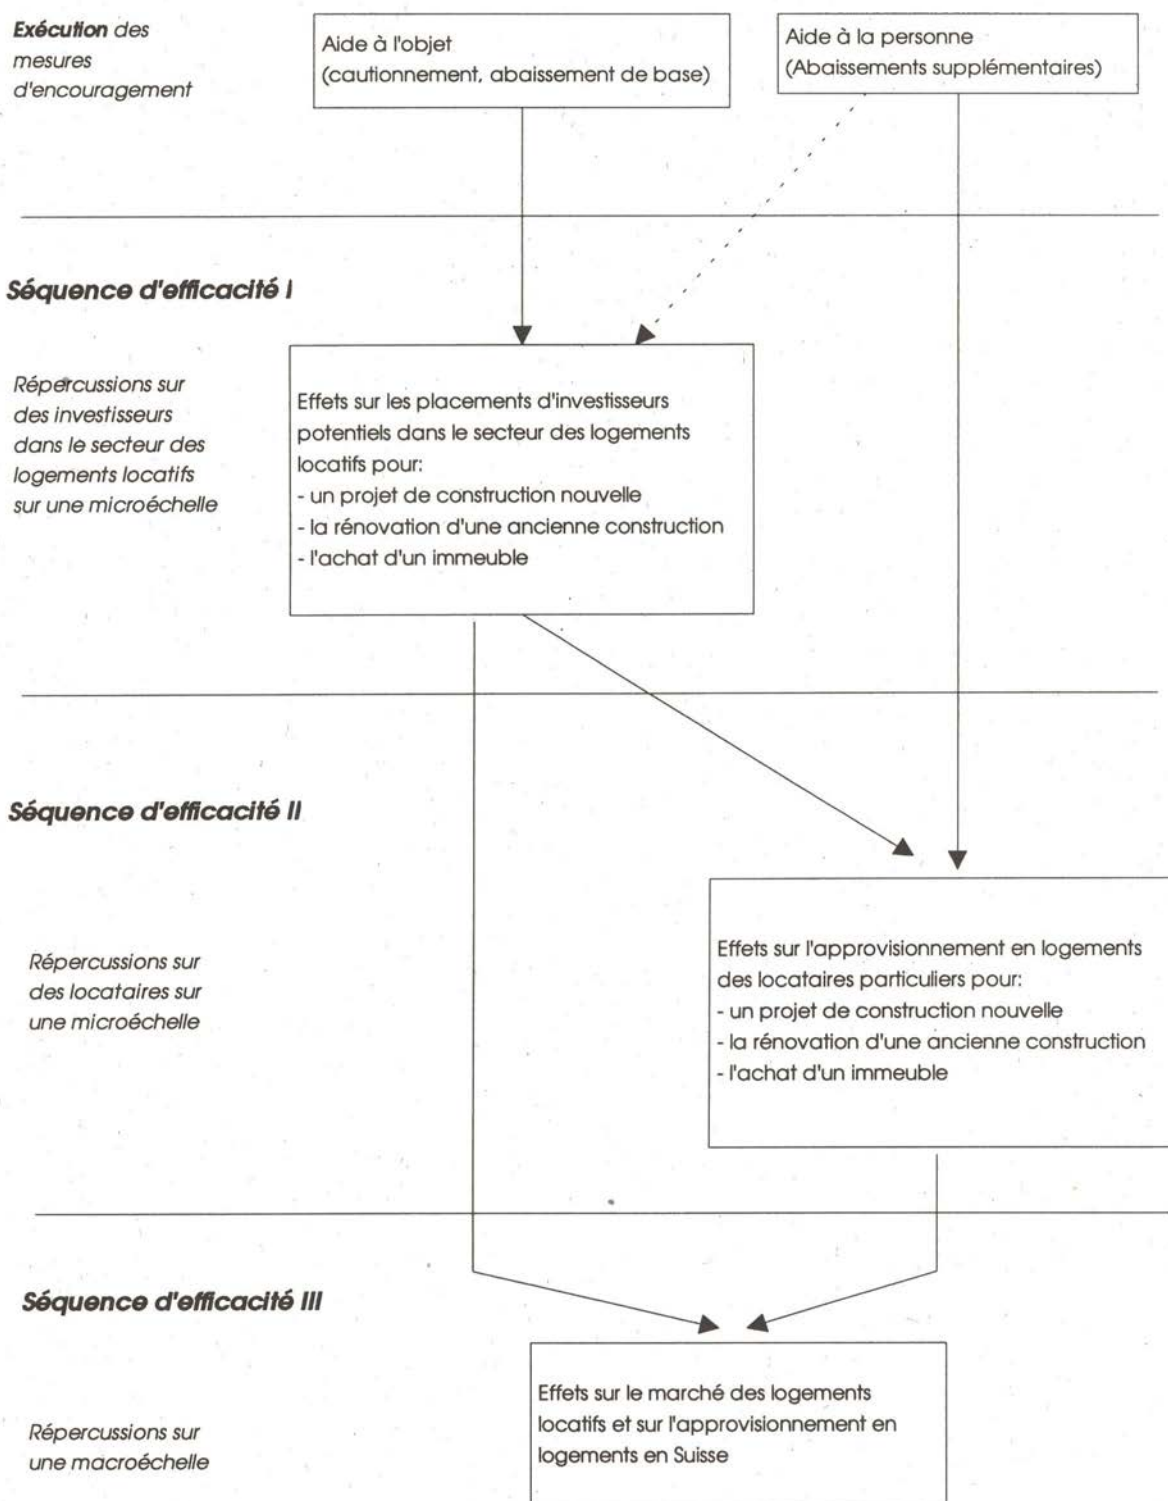 Exécution des
mesures
d'encouragement
Aide à l'objet
(cautionnement, abaissement de base)
Aide à la personne
(Abaissements supplémentaires)
Séquence d'efficacité I
Répercussions sur
des investisseurs
dans le secteur des
logements locatifs
sur une microéchelle
Effets sur les placements d'investisseurs
potentiels dans le secteur des logements
locatifs pour:
- un projet de construction nouvelle
- la rénovation d'une ancienne construction
- l'achat d'un immeuble
Séquence d'efficacité II
Répercussions sur
des locataires sur
une microéchelle
Effets sur l'approvisionnement en logements
des locataires particuliers pour:
- un projet de construction nouvelle
- la rénovation d'une ancienne construction
- l'achat d'un immeuble
Séquence d'efficacité III
Répercussions sur
une macroéchelle
Effets sur le marché des logements
locatifs et sur l'approvisionnement en
logements en Suisse